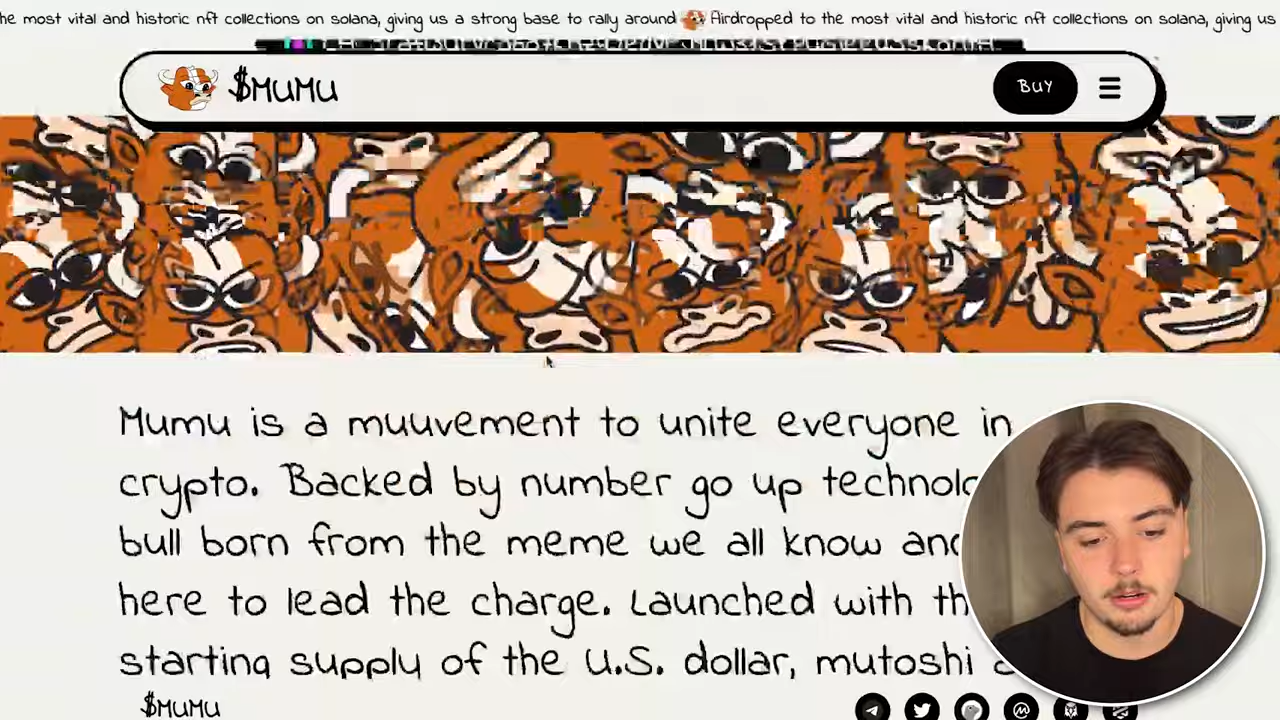 he most vital and historic nft collections on solana, giving us a strong base to rally around Airdropped to the most vital and historic nft collections on solana, giving us
$MUMU
BUY
Mumu is a muuvement to unite everyone in
crypto. Backed by number go up technolo
bull born from the meme we all know and
here to lead the charge. Launched with th
starting supply of the U.S. dollar, mutoshi
$MUMU